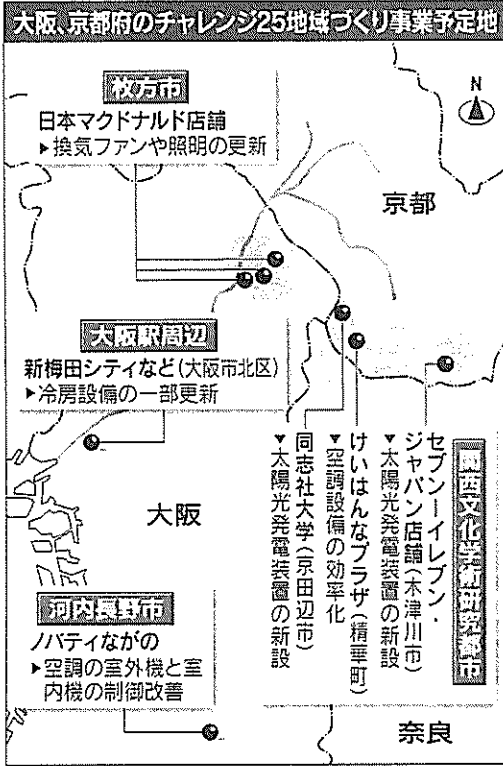 大阪、京都府のチャレンジ25地域づくり事業予定地
枚方市
日本マクドナルド店舗
▶換気ファンや照明の更新
N
京都
大阪駅周辺
新梅田シティなど(大阪市北区)
▶冷房設備の一部更新
大阪
関西文化学術研究都市
セブン―イレブン・
ジャパン店舗(木津川市)
▼太陽光発電装置の新設
けいはんなプラザ(精華町)
▼空調設備の効率化
同志社大学(京田辺市)
▼太陽光発電装置の新設
河内長野市
ノバティながの
▶空調の室外機と室
内機の制御改善
奈良